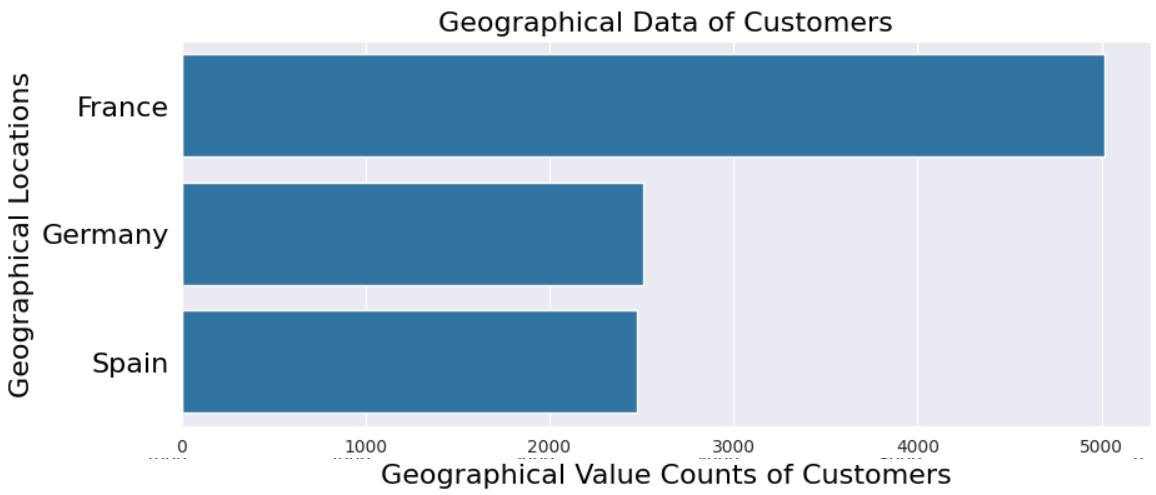 Geographical Data of Customers
Geographical Locations
France
Germany
Spain
0 1000 2000 3000 4000 5000
Geographical Value Counts of Customers